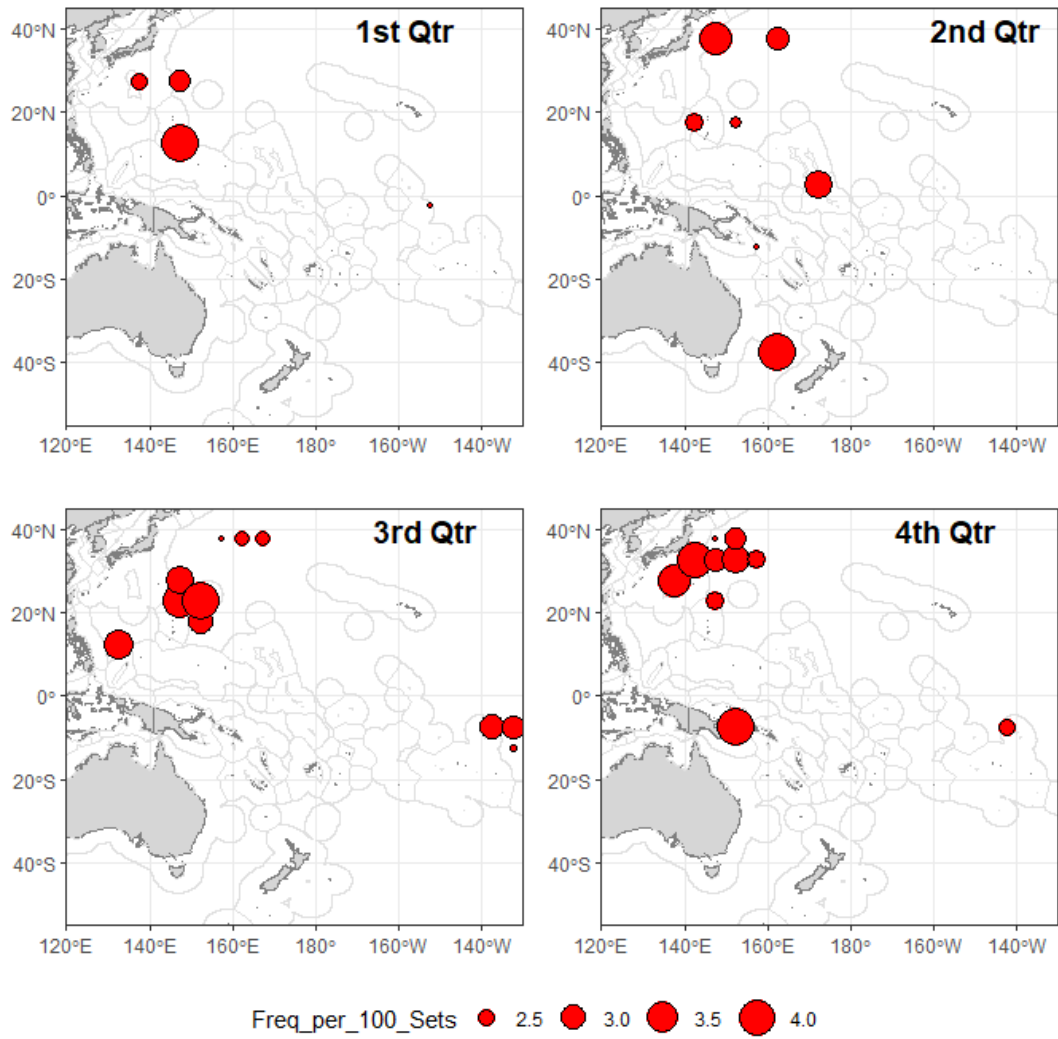 1st Qtr 2nd Qtr
40°N 40°N
20°N 20°N
0° 0°
20°S 20°S
40°S 40°S
120°E 140°E 160°E 180° 160°W 140°W 120°E 140°E 160°E 180° 160°W 140°W
3rd Qtr 4th Qtr
40°N 40°N
20°N 20°N
0° 0°
20°S 20°S
40°S 40°S
120°E 140°E 160°E 180° 160° 140°W 120°E 140°E 160°E 180° 160° 140°W
Freq_per_100_Sets 2.5 3.0 3.5 4.0